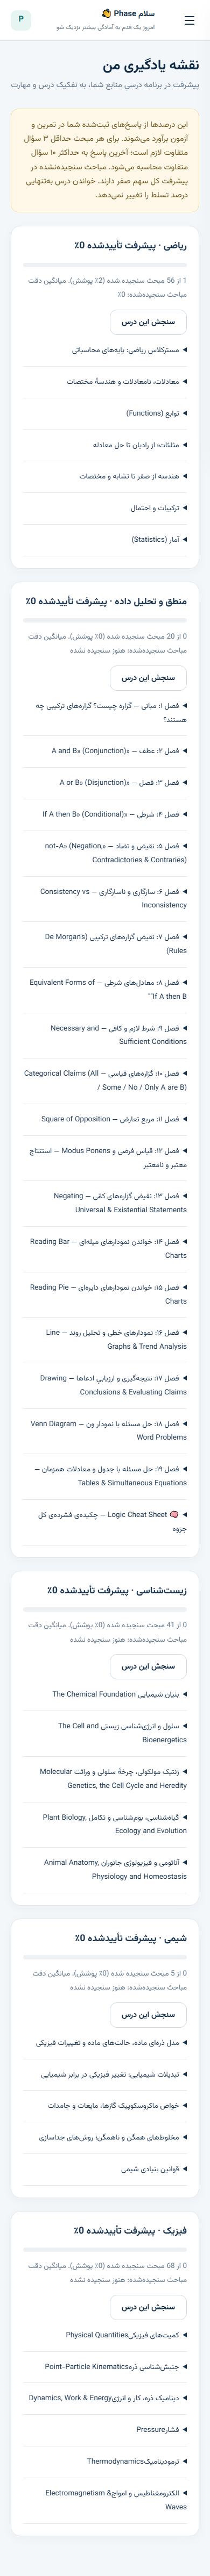 سلام Phase 👋
امروز یک قدم به آمادگی بیشتر نزدیک شو
P
نقشه یادگیری من
پیشرفت در برنامه درسی منابع شما، به تفکیک درس و مهارت
این درصدها از پاسخ‌های ثبت‌شده شما در تمرین و
آزمون برآورد می‌شوند. برای هر مبحث حداقل ۳ سؤال
متفاوت لازم است؛ آخرین پاسخ به حداکثر ۱۰ سؤال
متفاوت محاسبه می‌شود. مباحث سنجیده‌نشده در
پیشرفت کل سهم صفر دارند. خواندن درس به‌تنهایی
درصد تسلط را تغییر نمی‌دهد.
ریاضی · پیشرفت تأییدشده 0٪
1 از 56 مبحث سنجیده شده (2٪ پوشش). میانگین دقت
مباحث سنجیده‌شده: 0٪
سنجش این درس
مسترکلاس ریاضی: پایه‌های محاسباتی
معادلات، نامعادلات و هندسهٔ مختصات
توابع (Functions)
مثلثات؛ از رادیان تا حل معادله
هندسه از صفر تا تشابه و مختصات
ترکیبات و احتمال
آمار (Statistics)
منطق و تحلیل داده · پیشرفت تأییدشده 0٪
0 از 20 مبحث سنجیده شده (0٪ پوشش). میانگین دقت
مباحث سنجیده‌شده: هنوز سنجیده نشده
سنجش این درس
فصل ۱: مبانی — گزاره چیست؟ گزاره‌های ترکیبی چه
هستند؟
فصل ۲: عطف — «A and B» (Conjunction)
فصل ۳: فصل — «A or B» (Disjunction)
فصل ۴: شرطی — «If A then B» (Conditional)
فصل ۵: نقیض و تضاد — «not-A» (Negation,
Contradictories & Contraries)
فصل ۶: سازگاری و ناسازگاری — Consistency vs
Inconsistency
فصل ۷: نقیض گزاره‌های ترکیبی (De Morgan's
Rules)
فصل ۸: معادل‌های شرطی — Equivalent Forms of
"If A then B"
فصل ۹: شرط لازم و کافی — Necessary and
Sufficient Conditions
فصل ۱۰: گزاره‌های قیاسی — Categorical Claims (All
/ Some / No / Only A are B)
فصل ۱۱: مربع تعارض — Square of Opposition
فصل ۱۲: قیاس فرضی و Modus Ponens — استنتاج
معتبر و نامعتبر
فصل ۱۳: نقیض گزاره‌های کمّی — Negating
Universal & Existential Statements
فصل ۱۴: خواندن نمودارهای میله‌ای — Reading Bar
Charts
فصل ۱۵: خواندن نمودارهای دایره‌ای — Reading Pie
Charts
فصل ۱۶: نمودارهای خطی و تحلیل روند — Line
Graphs & Trend Analysis
فصل ۱۷: نتیجه‌گیری و ارزیابیِ ادعاها — Drawing
Conclusions & Evaluating Claims
فصل ۱۸: حل مسئله با نمودار ون — Venn Diagram
Word Problems
فصل ۱۹: حل مسئله با جدول و معادلات همزمان —
Tables & Simultaneous Equations
🧠 Logic Cheat Sheet — چکیده‌ی فشرده‌ی کل
جزوه
زیست‌شناسی · پیشرفت تأییدشده 0٪
0 از 41 مبحث سنجیده شده (0٪ پوشش). میانگین دقت
مباحث سنجیده‌شده: هنوز سنجیده نشده
سنجش این درس
بنیان شیمیایی The Chemical Foundation
سلول و انرژی‌شناسی زیستی The Cell and
Bioenergetics
ژنتیک مولکولی، چرخهٔ سلولی و وراثت Molecular
Genetics, the Cell Cycle and Heredity
گیاه‌شناسی، بوم‌شناسی و تکامل Plant Biology,
Ecology and Evolution
آناتومی و فیزیولوژی جانوران Animal Anatomy,
Physiology and Homeostasis
شیمی · پیشرفت تأییدشده 0٪
0 از 5 مبحث سنجیده شده (0٪ پوشش). میانگین دقت
مباحث سنجیده‌شده: هنوز سنجیده نشده
سنجش این درس
مدل ذره‌ای ماده، حالت‌های ماده و تغییرات فیزیکی
تبدیلات شیمیایی: تغییر فیزیکی در برابر شیمیایی
خواص ماکروسکوپیک گازها، مایعات و جامدات
مخلوط‌های همگن و ناهمگن؛ روش‌های جداسازی
قوانین بنیادی شیمی
فیزیک · پیشرفت تأییدشده 0٪
0 از 68 مبحث سنجیده شده (0٪ پوشش). میانگین دقت
مباحث سنجیده‌شده: هنوز سنجیده نشده
سنجش این درس
کمیت‌های فیزیکیPhysical Quantities
جنبش‌شناسی ذرهPoint-Particle Kinematics
دینامیک ذره، کار و انرژیDynamics, Work & Energy
فشارPressure
ترمودینامیکThermodynamics
الکترومغناطیس و امواجElectromagnetism &
Waves